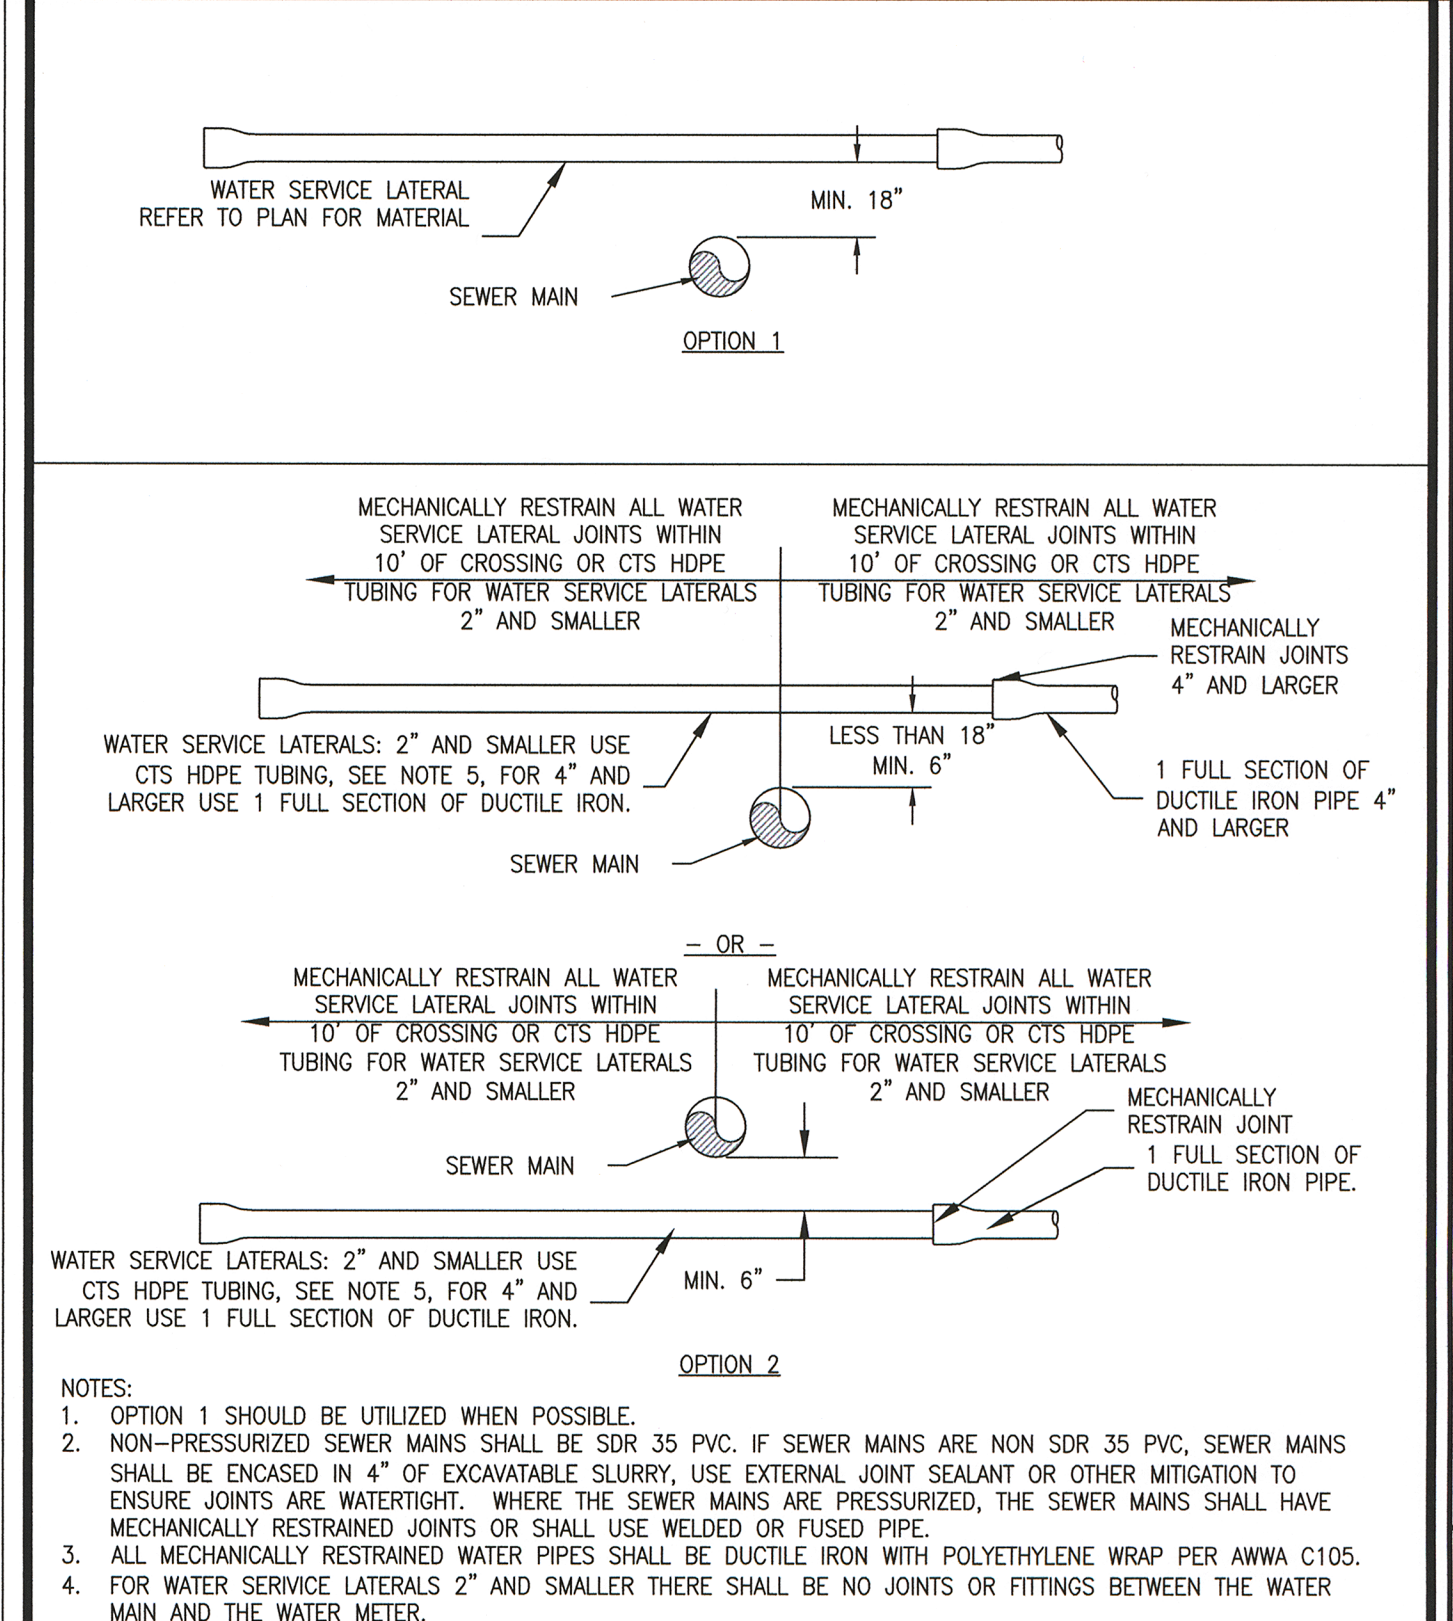 WATER SERVICE LATERAL
REFER TO PLAN FOR MATERIAL
MIN. 18"
SEWER MAIN
OPTION 1
MECHANICALLY RESTRAIN ALL WATER
SERVICE LATERAL JOINTS WITHIN
10' OF CROSSING OR CTS HDPE
TUBING FOR WATER SERVICE LATERALS
2" AND SMALLER
MECHANICALLY RESTRAIN ALL WATER
SERVICE LATERAL JOINTS WITHIN
10' OF CROSSING OR CTS HDPE
TUBING FOR WATER SERVICE LATERALS
2" AND SMALLER
MECHANICALLY
RESTRAIN JOINTS
4" AND LARGER
WATER SERVICE LATERALS: 2" AND SMALLER USE
CTS HDPE TUBING, SEE NOTE 5, FOR 4" AND
LARGER USE 1 FULL SECTION OF DUCTILE IRON.
LESS THAN 18"
MIN. 6"
1 FULL SECTION OF
DUCTILE IRON PIPE 4"
AND LARGER
SEWER MAIN
- OR -
MECHANICALLY RESTRAIN ALL WATER
SERVICE LATERAL JOINTS WITHIN
10' OF CROSSING OR CTS HDPE
TUBING FOR WATER SERVICE LATERALS
2" AND SMALLER
MECHANICALLY RESTRAIN ALL WATER
SERVICE LATERAL JOINTS WITHIN
10' OF CROSSING OR CTS HDPE
TUBING FOR WATER SERVICE LATERALS
2" AND SMALLER
MECHANICALLY
RESTRAIN JOINT
1 FULL SECTION OF
DUCTILE IRON PIPE.
SEWER MAIN
WATER SERVICE LATERALS: 2" AND SMALLER USE
CTS HDPE TUBING, SEE NOTE 5, FOR 4" AND
LARGER USE 1 FULL SECTION OF DUCTILE IRON.
MIN. 6"
OPTION 2
NOTES:
1. OPTION 1 SHOULD BE UTILIZED WHEN POSSIBLE.
2. NON-PRESSURIZED SEWER MAINS SHALL BE SDR 35 PVC. IF SEWER MAINS ARE NON SDR 35 PVC, SEWER MAINS
SHALL BE ENCASED IN 4" OF EXCAVATABLE SLURRY, USE EXTERNAL JOINT SEALANT OR OTHER MITIGATION TO
ENSURE JOINTS ARE WATERTIGHT. WHERE THE SEWER MAINS ARE PRESSURIZED, THE SEWER MAINS SHALL HAVE
MECHANICALLY RESTRAINED JOINTS OR SHALL USE WELDED OR FUSED PIPE.
3. ALL MECHANICALLY RESTRAINED WATER PIPES SHALL BE DUCTILE IRON WITH POLYETHYLENE WRAP PER AWWA C105.
4. FOR WATER SERIVICE LATERALS 2" AND SMALLER THERE SHALL BE NO JOINTS OR FITTINGS BETWEEN THE WATER
MAIN AND THE WATER METER.